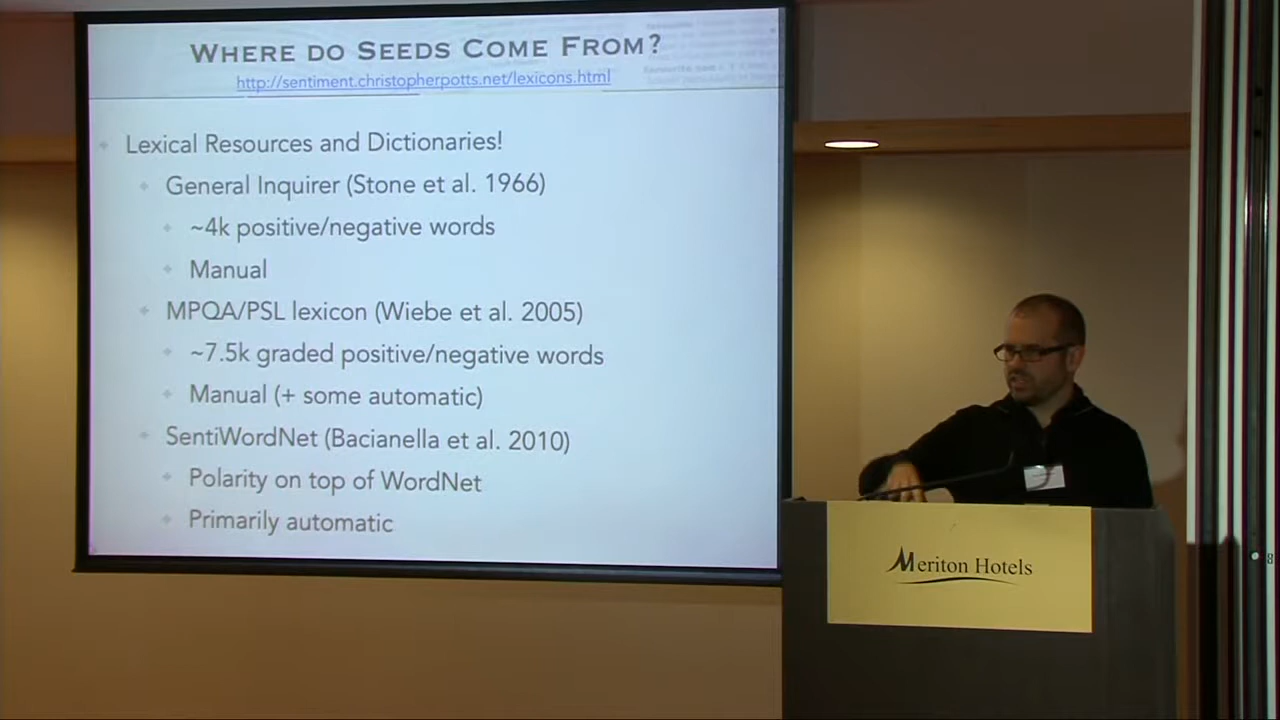 WHERE DO SEEDS COME FROM?
http://sentiment.christopherpotts.net/lexicons.html
Lexical Resources and Dictionaries!
General Inquirer (Stone et al. 1966)
~4k positive/negative words
Manual
MPQA/PSL lexicon (Wiebe et al. 2005)
~7.5k graded positive/negative words
Manual (+ some automatic)
SentiWordNet (Bacianella et al. 2010)
Polarity on top of WordNet
Primarily automatic
Meriton Hotels